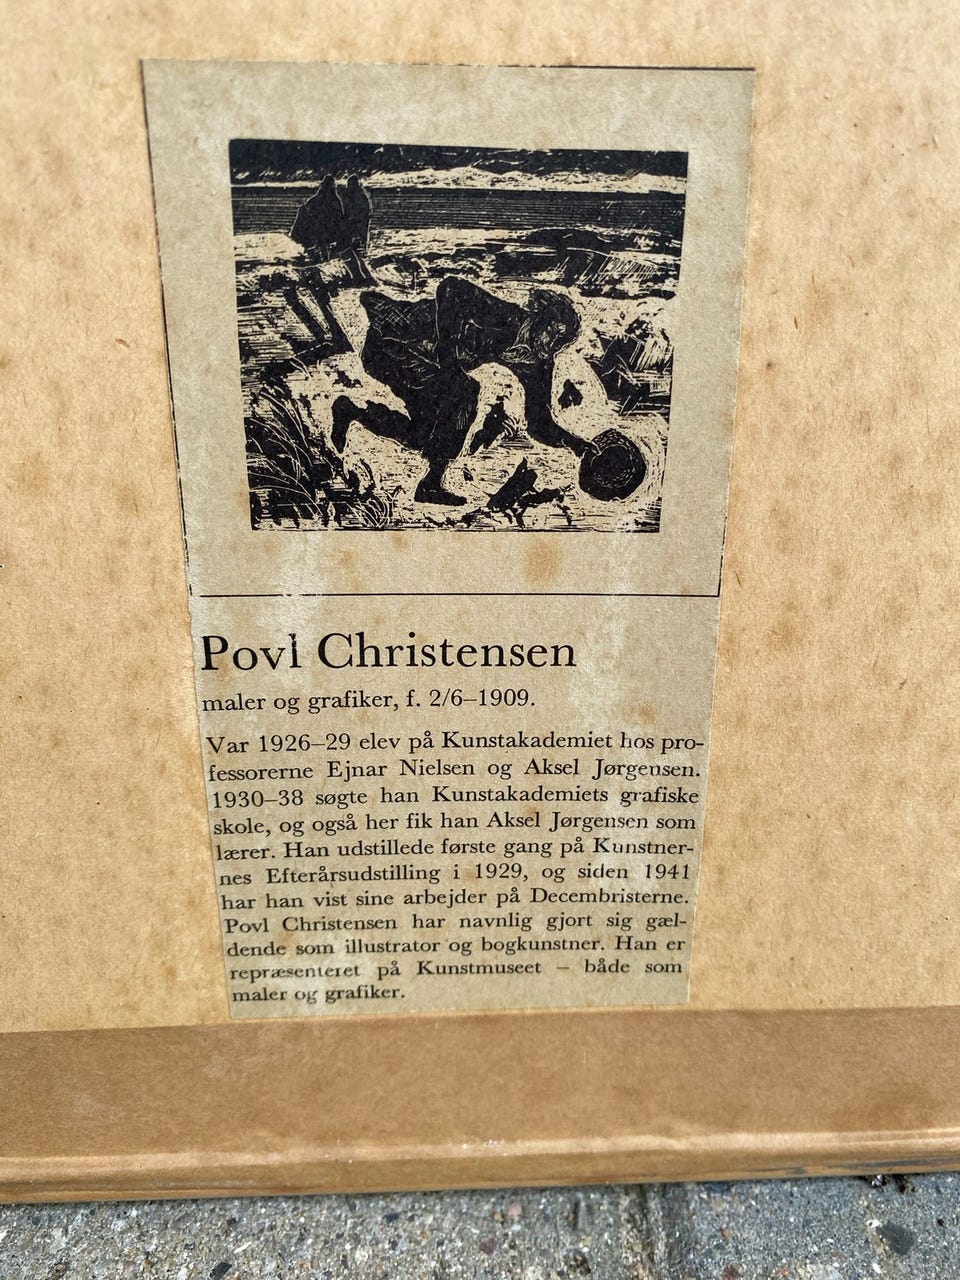 Povl Christensen
maler og grafiker, f. 2/6–1909.
Var 1926–29 elev på Kunstakademiet hos pro-
fessorerne Ejnar Nielsen og Aksel Jørgensen.
1930–38 søgte han Kunstakademiets grafiske
skole, og også her fik han Aksel Jørgensen som
lærer. Han udstillede første gang på Kunstner-
nes Efterårsudstilling i 1929, og siden 1941
har han vist sine arbejder på Decembristerne.
Povl Christensen har navnlig gjort sig gæl-
dende som illustrator og bogkunstner. Han er
repræsenteret på Kunstmuseet – både som
maler og grafiker.